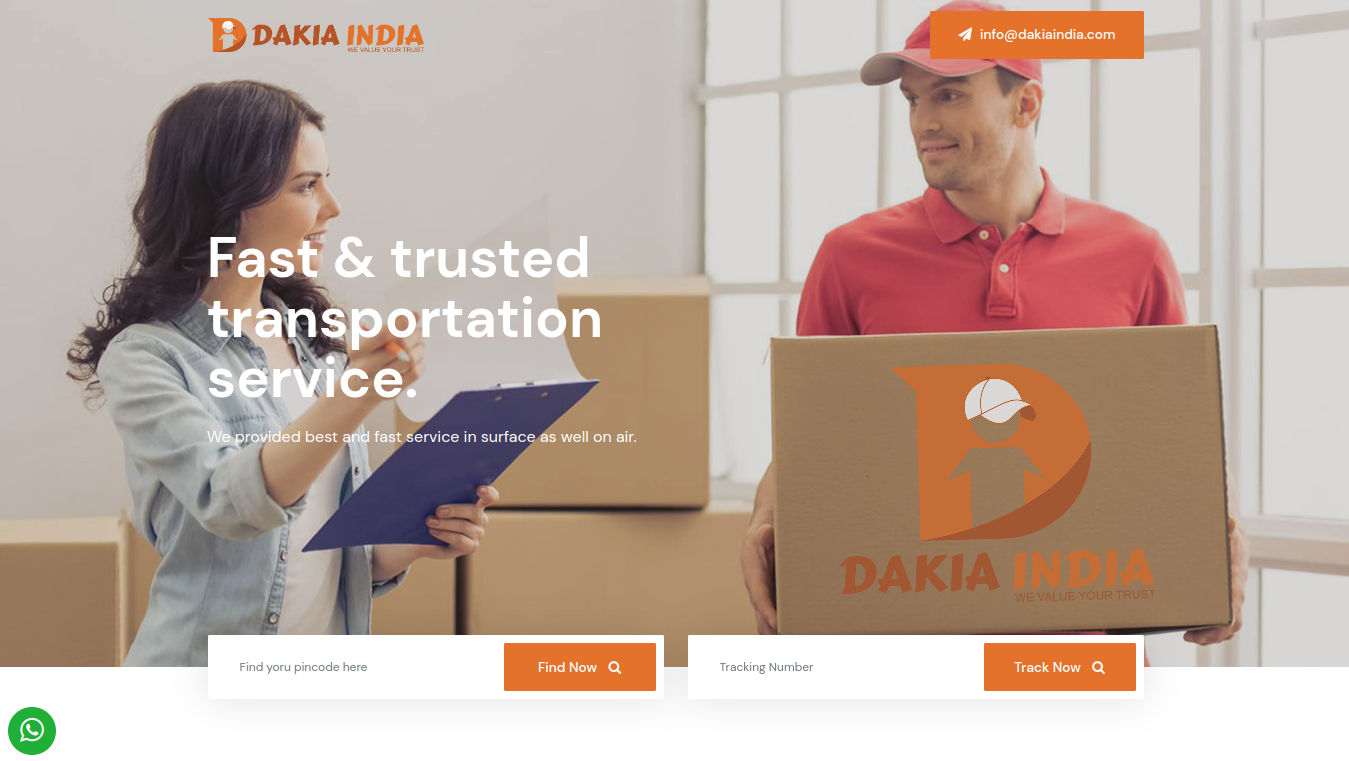 DAKIA INDIA
WE VALUE YOUR TRUST
info@dakiaindia.com
Fast & trusted
transportation
service.
We provided best and fast service in surface as well on air.
DAKIA INDIA
WE VALUE YOUR TRUST
Find yoru pincode here
Find Now
Tracking Number
Track Now